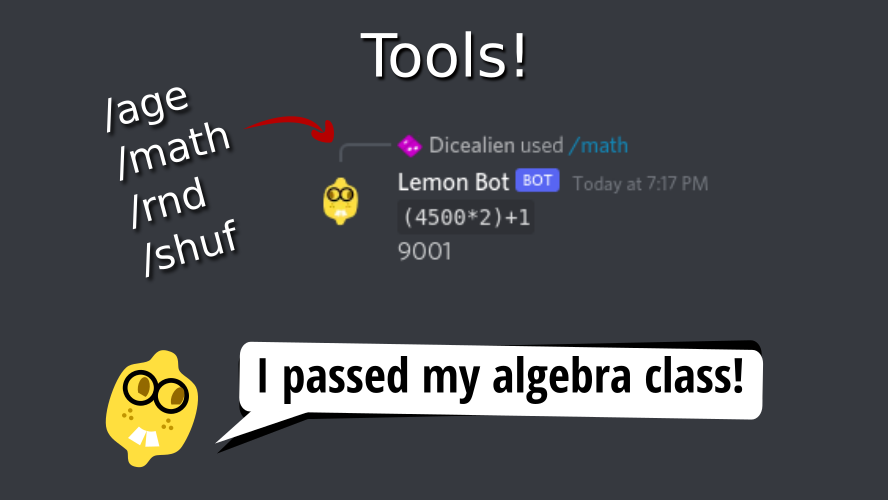 Tools!
/age
/math
/rnd
/shuf
Dicealien used /math
Lemon Bot BOT Today at 7:17 PM
(4500*2)+1
9001
I passed my algebra class!